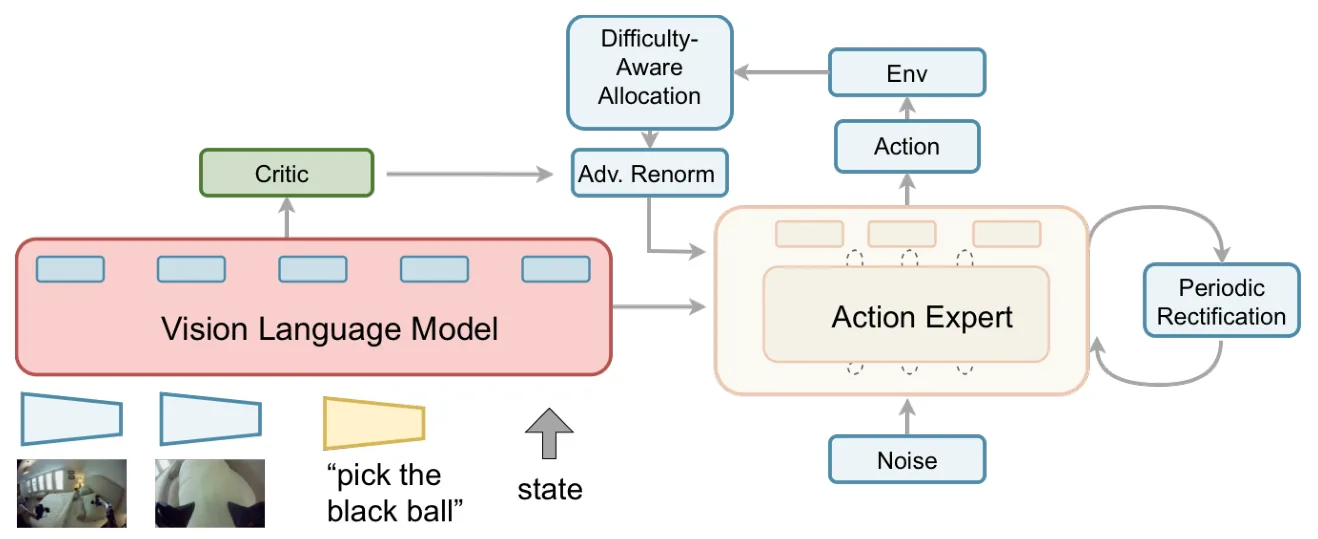 Difficulty-
Aware
Allocation
Env
Action
Critic
Adv. Renorm
Vision Language Model
Action Expert
Periodic
Rectification
Noise
“pick the
black ball”
state